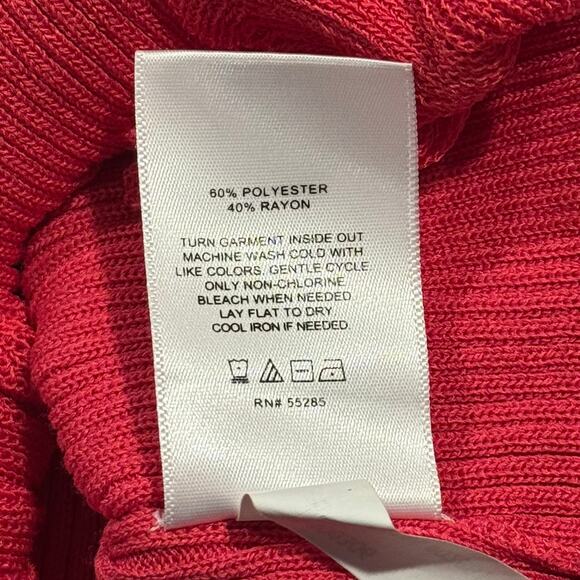 60% POLYESTER
40% RAYON
TURN GARMENT INSIDE OUT
MACHINE WASH COLD WITH
LIKE COLORS. GENTLE CYCLE
ONLY NON-CHLORINE
BLEACH WHEN NEEDED
LAY FLAT TO DRY
COOL IRON IF NEEDED
RN# 55285